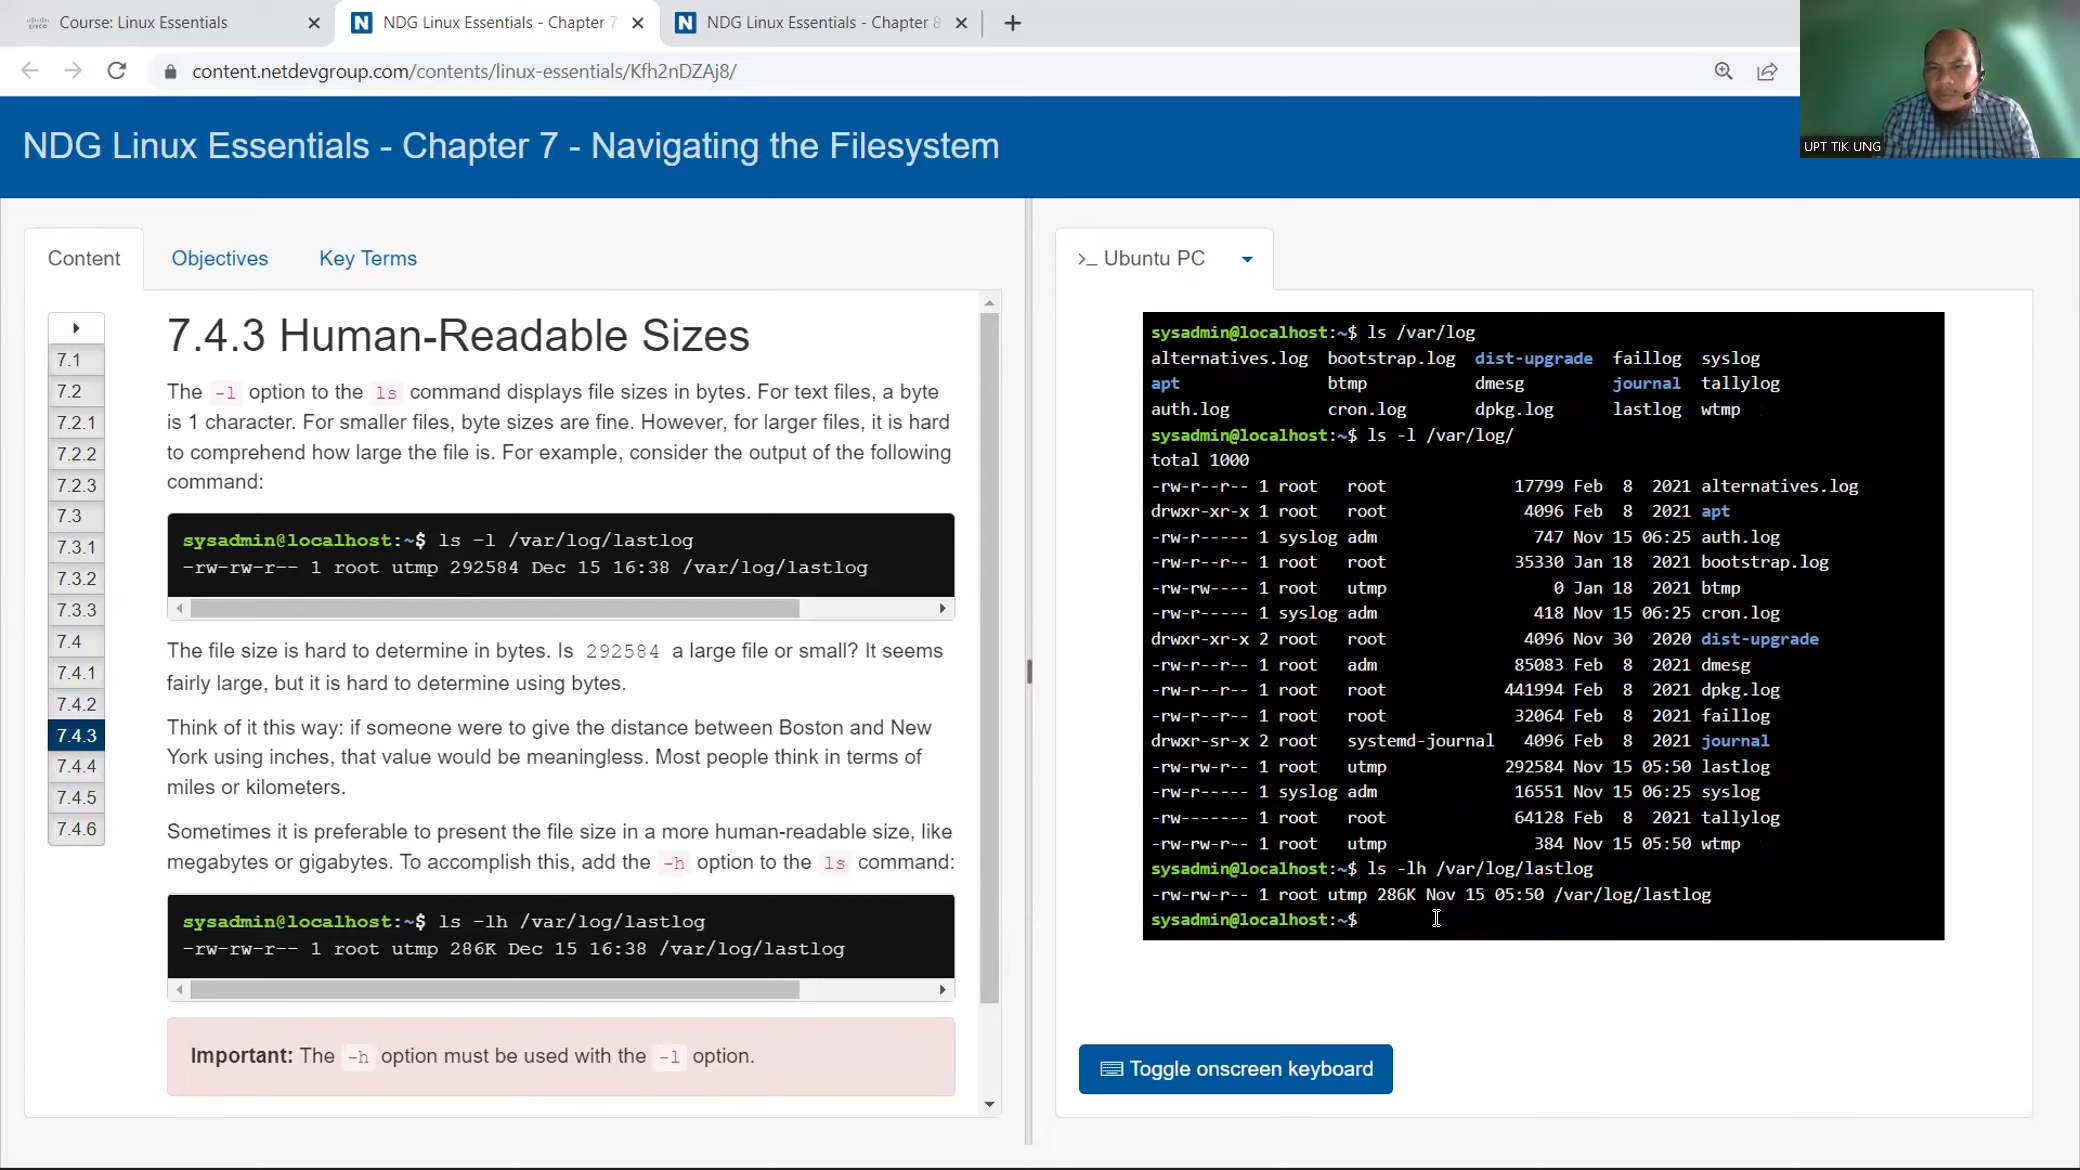 Course: Linux Essentials
NDG Linux Essentials - Chapter 7
NDG Linux Essentials - Chapter 8
content.netdevgroup.com/contents/linux-essentials/Kfh2nDZAj8/
UPT TIK UNG
NDG Linux Essentials - Chapter 7 - Navigating the Filesystem
Content
Objectives
Key Terms
7.1
7.2
7.2.1
7.2.2
7.2.3
7.3
7.3.1
7.3.2
7.3.3
7.4
7.4.1
7.4.2
7.4.3
7.4.4
7.4.5
7.4.6
7.4.3 Human-Readable Sizes
The -l option to the ls command displays file sizes in bytes. For text files, a byte
is 1 character. For smaller files, byte sizes are fine. However, for larger files, it is hard
to comprehend how large the file is. For example, consider the output of the following
command:
sysadmin@localhost:~$ ls -l /var/log/lastlog
-rw-rw-r-- 1 root utmp 292584 Dec 15 16:38 /var/log/lastlog
The file size is hard to determine in bytes. Is 292584 a large file or small? It seems
fairly large, but it is hard to determine using bytes.
Think of it this way: if someone were to give the distance between Boston and New
York using inches, that value would be meaningless. Most people think in terms of
miles or kilometers.
Sometimes it is preferable to present the file size in a more human-readable size, like
megabytes or gigabytes. To accomplish this, add the -h option to the ls command:
sysadmin@localhost:~$ ls -lh /var/log/lastlog
-rw-rw-r-- 1 root utmp 286K Dec 15 16:38 /var/log/lastlog
Important: The -h option must be used with the -l option.
>_ Ubuntu PC
sysadmin@localhost:~$ ls /var/log
alternatives.log bootstrap.log dist-upgrade faillog syslog
apt btmp dmesg journal tallylog
auth.log cron.log dpkg.log lastlog wtmp
sysadmin@localhost:~$ ls -l /var/log/
total 1000
-rw-r--r-- 1 root root 17799 Feb 8 2021 alternatives.log
drwxr-xr-x 1 root root 4096 Feb 8 2021 apt
-rw-r----- 1 syslog adm 747 Nov 15 06:25 auth.log
-rw-r--r-- 1 root root 35330 Jan 18 2021 bootstrap.log
-rw-rw---- 1 root utmp 0 Jan 18 2021 btmp
-rw-r----- 1 syslog adm 418 Nov 15 06:25 cron.log
drwxr-xr-x 2 root root 4096 Nov 30 2020 dist-upgrade
-rw-r--r-- 1 root adm 85083 Feb 8 2021 dmesg
-rw-r--r-- 1 root root 441994 Feb 8 2021 dpkg.log
-rw-r--r-- 1 root root 32064 Feb 8 2021 faillog
drwxr-sr-x 2 root systemd-journal 4096 Feb 8 2021 journal
-rw-rw-r-- 1 root utmp 292584 Nov 15 05:50 lastlog
-rw-r----- 1 syslog adm 16551 Nov 15 06:25 syslog
-rw------- 1 root root 64128 Feb 8 2021 tallylog
-rw-rw-r-- 1 root utmp 384 Nov 15 05:50 wtmp
sysadmin@localhost:~$ ls -lh /var/log/lastlog
-rw-rw-r-- 1 root utmp 286K Nov 15 05:50 /var/log/lastlog
sysadmin@localhost:~$
Toggle onscreen keyboard